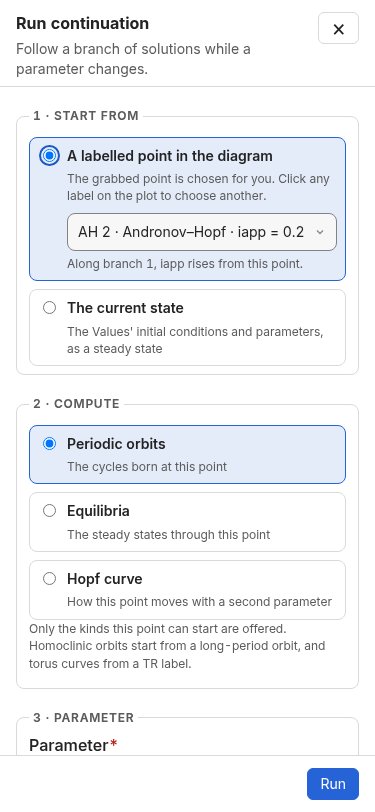 Run continuation
Follow a branch of solutions while a
parameter changes.
1 · START FROM
A labelled point in the diagram
The grabbed point is chosen for you. Click any
label on the plot to choose another.
AH 2 · Andronov–Hopf · iapp = 0.2
Along branch 1, iapp rises from this point.
The current state
The Values' initial conditions and parameters,
as a steady state
2 · COMPUTE
Periodic orbits
The cycles born at this point
Equilibria
The steady states through this point
Hopf curve
How this point moves with a second parameter
Only the kinds this point can start are offered.
Homoclinic orbits start from a long-period orbit, and
torus curves from a TR label.
3 · PARAMETER
Parameter*
Run